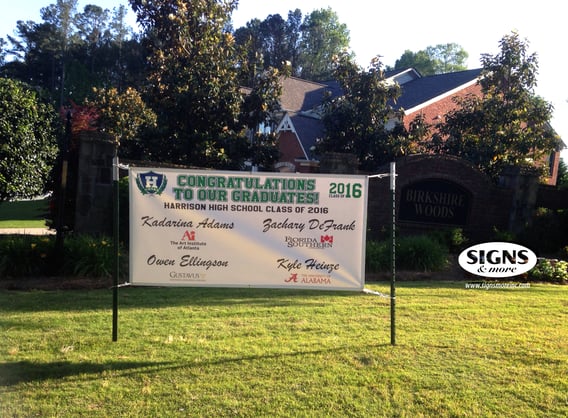 CONGRATULATIONS
TO OUR GRADUATES!
2016
CLASS OF
HARRISON HIGH SCHOOL CLASS OF 2016
Kadarina Adams
Zachary DeFrank
Ai
The Art Institute
of Atlanta
FLORIDA
SOUTHERN
Owen Ellingson
Kyle Heinze
GUSTAVUS
ALABAMA
H
BIRKSHIRE
WOODS
SIGNS
& more
www.signsmoreinc.com